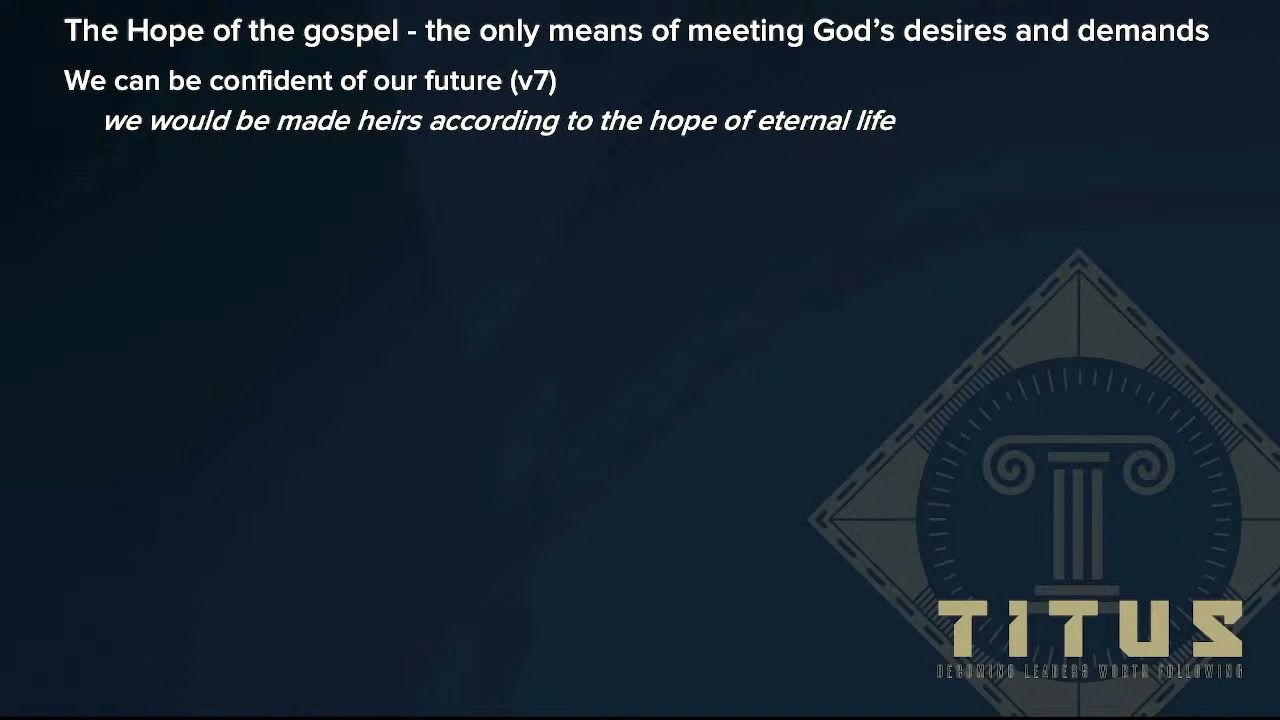 The Hope of the gospel - the only means of meeting God's desires and demands
We can be confident of our future (v7)
we would be made heirs according to the hope of eternal life
TITUS
BECOMING LEADERS WORTH FOLLOWING